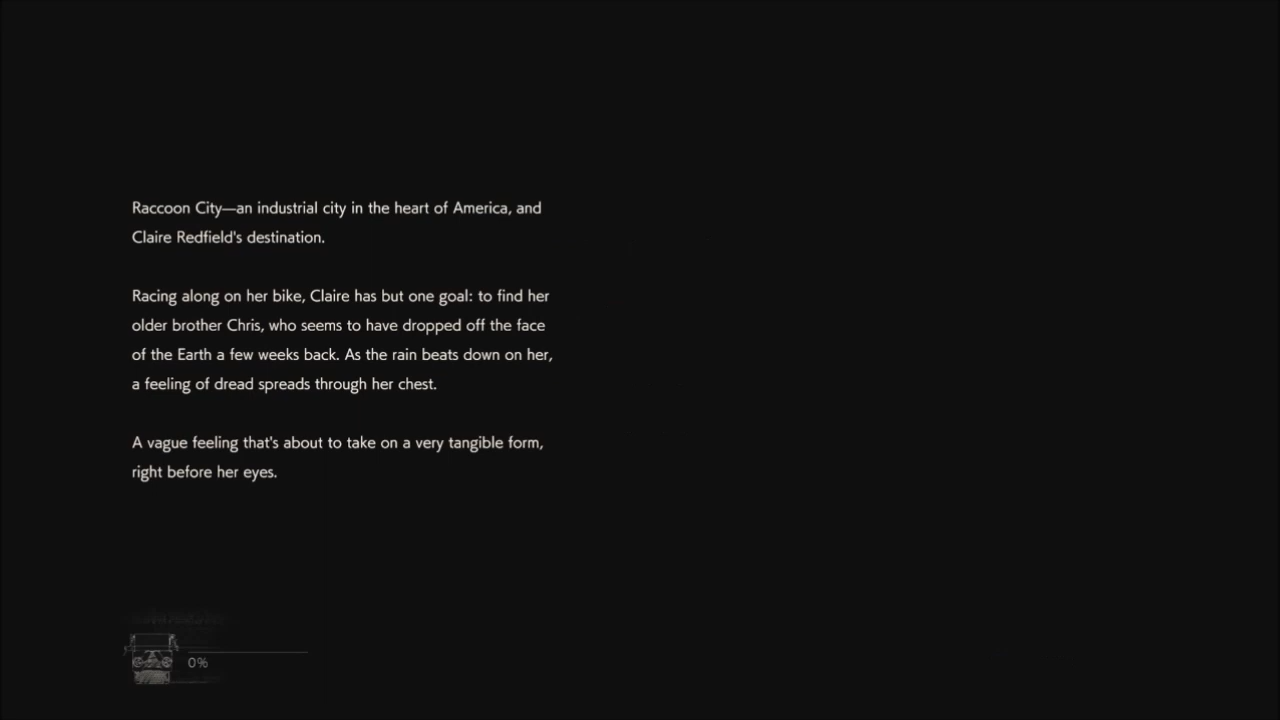 Raccoon City—an industrial city in the heart of America, and
Claire Redfield's destination.
Racing along on her bike, Claire has but one goal: to find her
older brother Chris, who seems to have dropped off the face
of the Earth a few weeks back. As the rain beats down on her,
a feeling of dread spreads through her chest.
A vague feeling that's about to take on a very tangible form,
right before her eyes.
0%